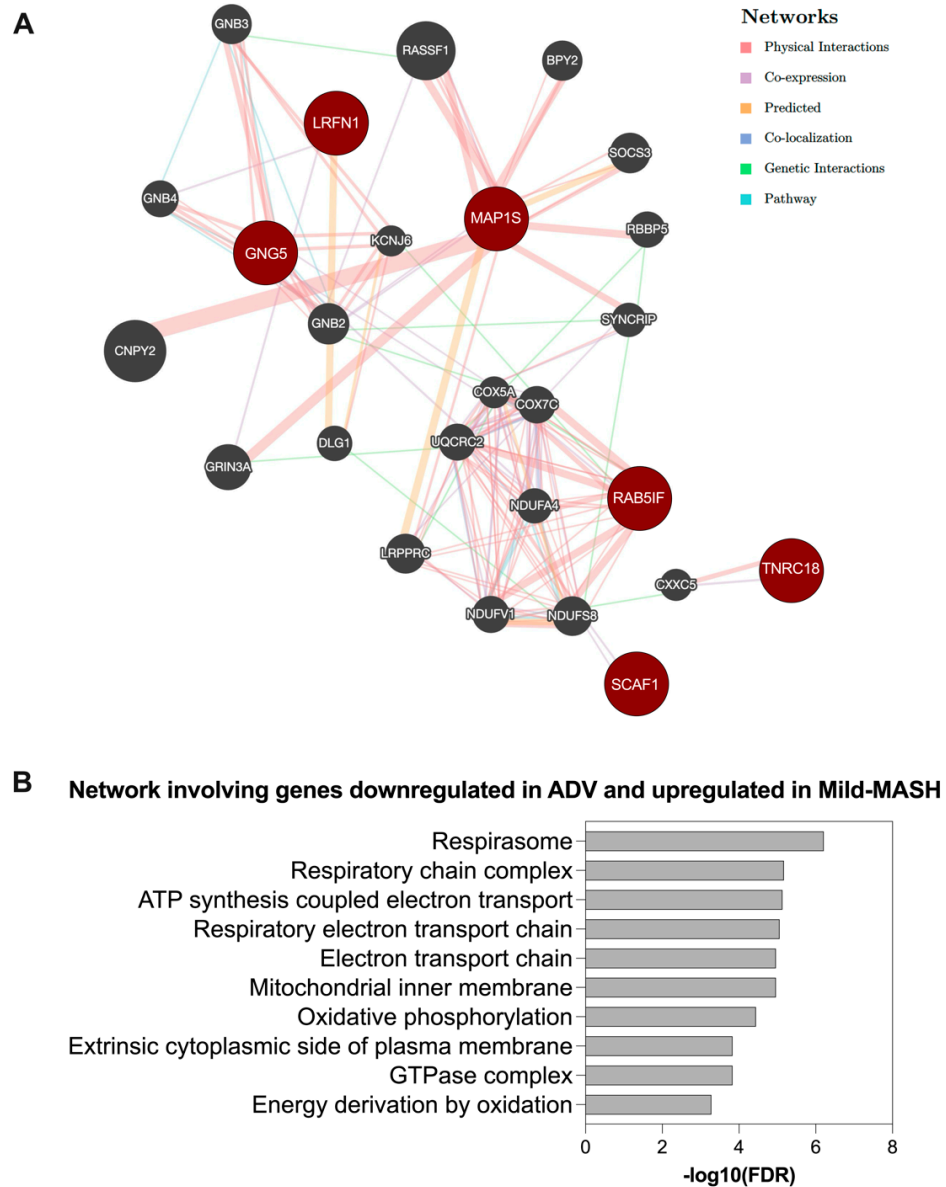 A
GNB3
RASSF1
BPY2
Networks
Physical Interactions
Co-expression
Predicted
Co-localization
Genetic Interactions
Pathway
LRFN1
SOCS3
GNB4
MAP1S
RBBP5
GNG5
KCNJ6
GNB2
SYNCRIP
CNPY2
COX5A
COX7C
DLG1
UQCRC2
GRIN3A
RAB5IF
NDUFA4
LRPPRC
TNRC18
CXXC5
NDUFV1
NDUFS8
SCAF1
B
Network involving genes downregulated in ADV and upregulated in Mild-MASH
Respirasome
Respiratory chain complex
ATP synthesis coupled electron transport
Respiratory electron transport chain
Electron transport chain
Mitochondrial inner membrane
Oxidative phosphorylation
Extrinsic cytoplasmic side of plasma membrane
GTPase complex
Energy derivation by oxidation
0 2 4 6 8
-log10(FDR)